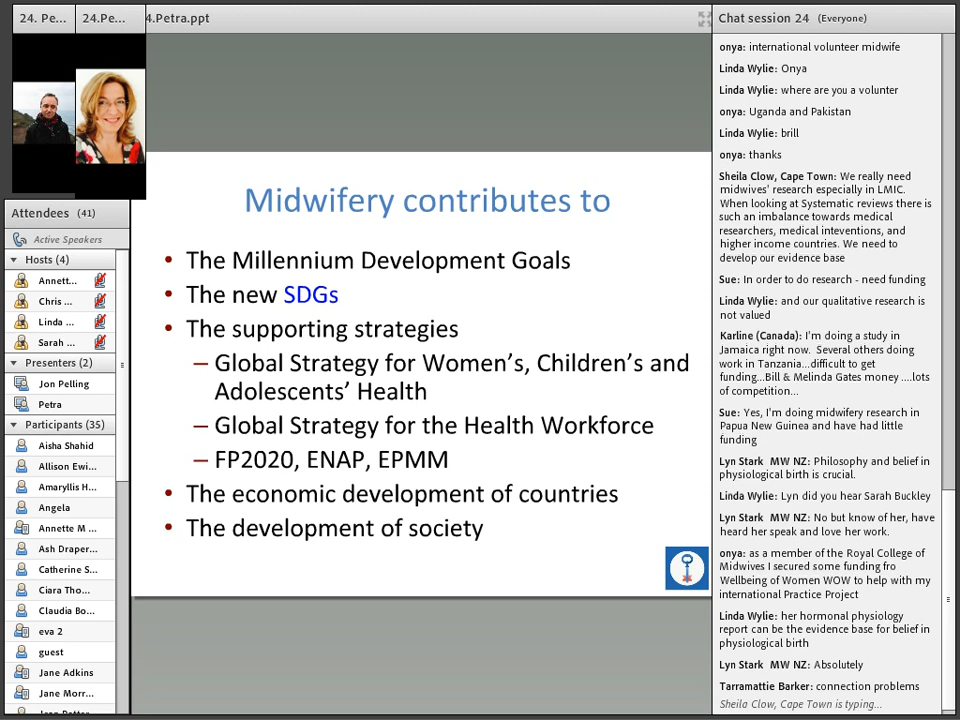 24. Pe...
24.Pe...
4.Petra.ppt
Attendees (41)
Active Speakers
Hosts (4)
Annett...
Chris ...
Linda ...
Sarah ...
Presenters (2)
Jon Pelling
Petra
Participants (35)
Aisha Shahid
Allison Ewi...
Amaryllis H...
Angela
Annette M ...
Ash Draper...
Catherine S...
Ciara Tho...
Claudia Bo...
eva 2
guest
Jane Adkins
Jane Morr...
Midwifery contributes to
• The Millennium Development Goals
• The new SDGs
• The supporting strategies
– Global Strategy for Women's, Children's and
Adolescents' Health
– Global Strategy for the Health Workforce
– FP2020, ENAP, EPMM
• The economic development of countries
• The development of society
Chat session 24 (Everyone)
onya: international volunteer midwife
Linda Wylie: Onya
Linda Wylie: where are you a volunter
onya: Uganda and Pakistan
Linda Wylie: brill
onya: thanks
Sheila Clow, Cape Town: We really need
midwives' research especially in LMIC.
When looking at Systematic reviews there is
such an imbalance towards medical
researchers, medical inteventions, and
higher income countries. We need to
develop our evidence base
Sue: In order to do research - need funding
Linda Wylie: and our qualitative research is
not valued
Karline (Canada): I'm doing a study in
Jamaica right now. Several others doing
work in Tanzania...difficult to get
funding...Bill & Melinda Gates money ....lots
of competition...
Sue: Yes, I'm doing midwifery research in
Papua New Guinea and have had little
funding
Lyn Stark MW NZ: Philosophy and belief in
physiological birth is crucial.
Linda Wylie: Lyn did you hear Sarah Buckley
Lyn Stark MW NZ: No but know of her, have
heard her speak and love her work.
onya: as a member of the Royal College of
Midwives I secured some funding fro
Wellbeing of Women WOW to help with my
international Practice Project
Linda Wylie: her hormonal physiology
report can be the evidence base for belief in
physiological birth
Lyn Stark MW NZ: Absolutely
Tarramattie Barker: connection problems
Sheila Clow, Cape Town is typing...